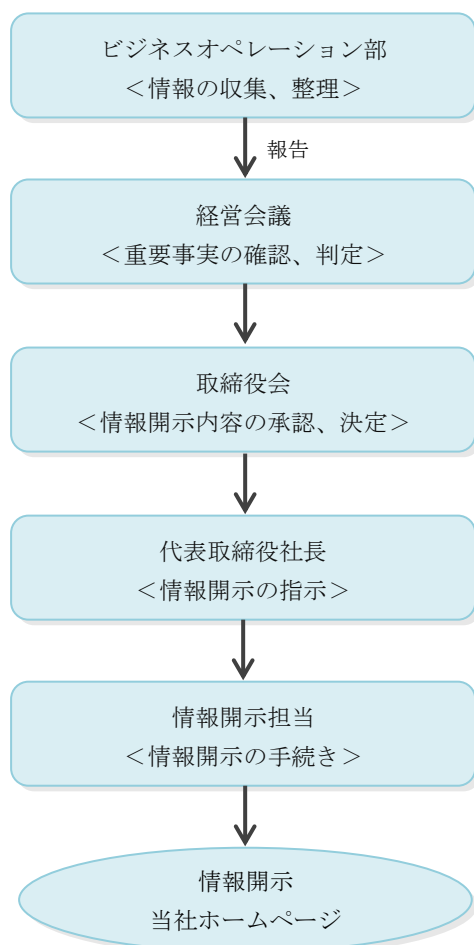 ビジネスオペレーション部
＜情報の収集、整理＞
報告
経営会議
＜重要事実の確認、判定＞
取締役会
＜情報開示内容の承認、決定＞
代表取締役社長
＜情報開示の指示＞
情報開示担当
＜情報開示の手続き＞
情報開示
当社ホームページ